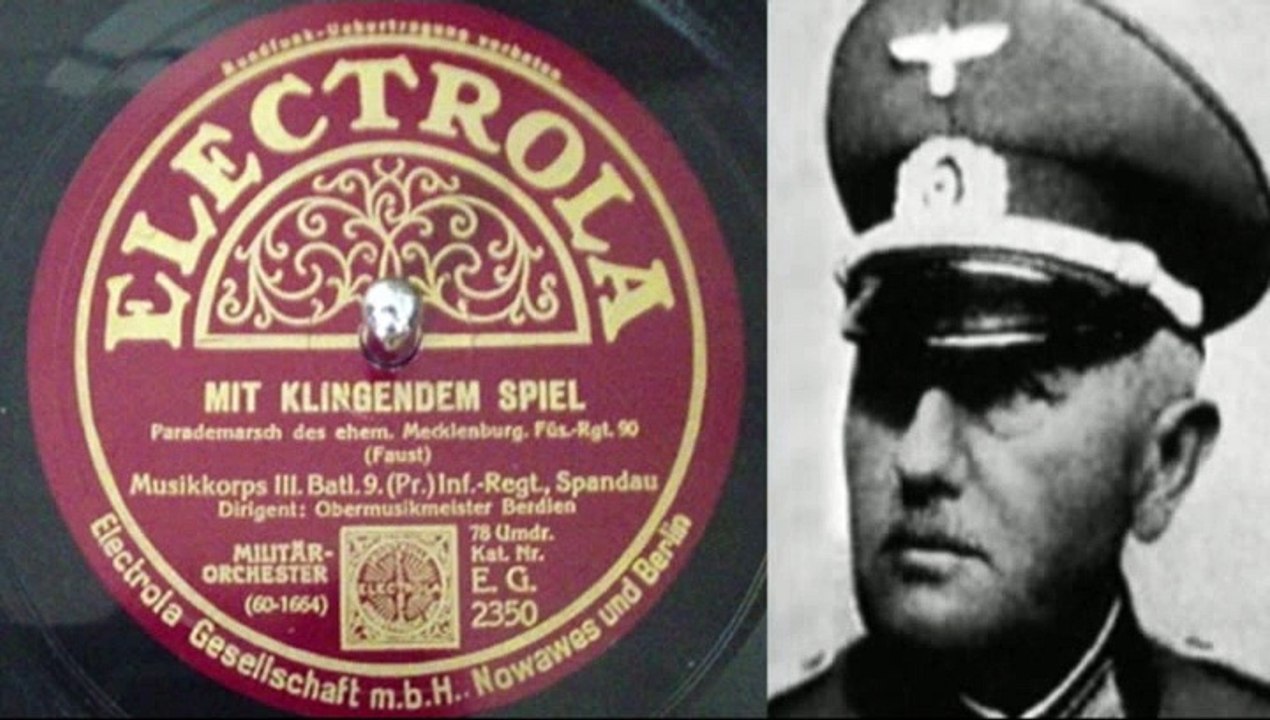 Rundfunk-Uebertragung verboten
ELECTROLA
MIT KLINGENDEM SPIEL
Parademarsch des ehem. Mecklenburg. Füs.-Rgt. 90
(Faust)
Musikkorps III. Batl. 9. (Pr.) Inf.-Regt., Spandau
Dirigent: Obermusikmeister Berdien
MILITÄR-
ORCHESTER
(60-1664)
ELECTROLA
78 Umdr.
Kat. Nr.
E. G.
2350
Electrola Gesellschaft m.b.H., Nowawes und Berlin